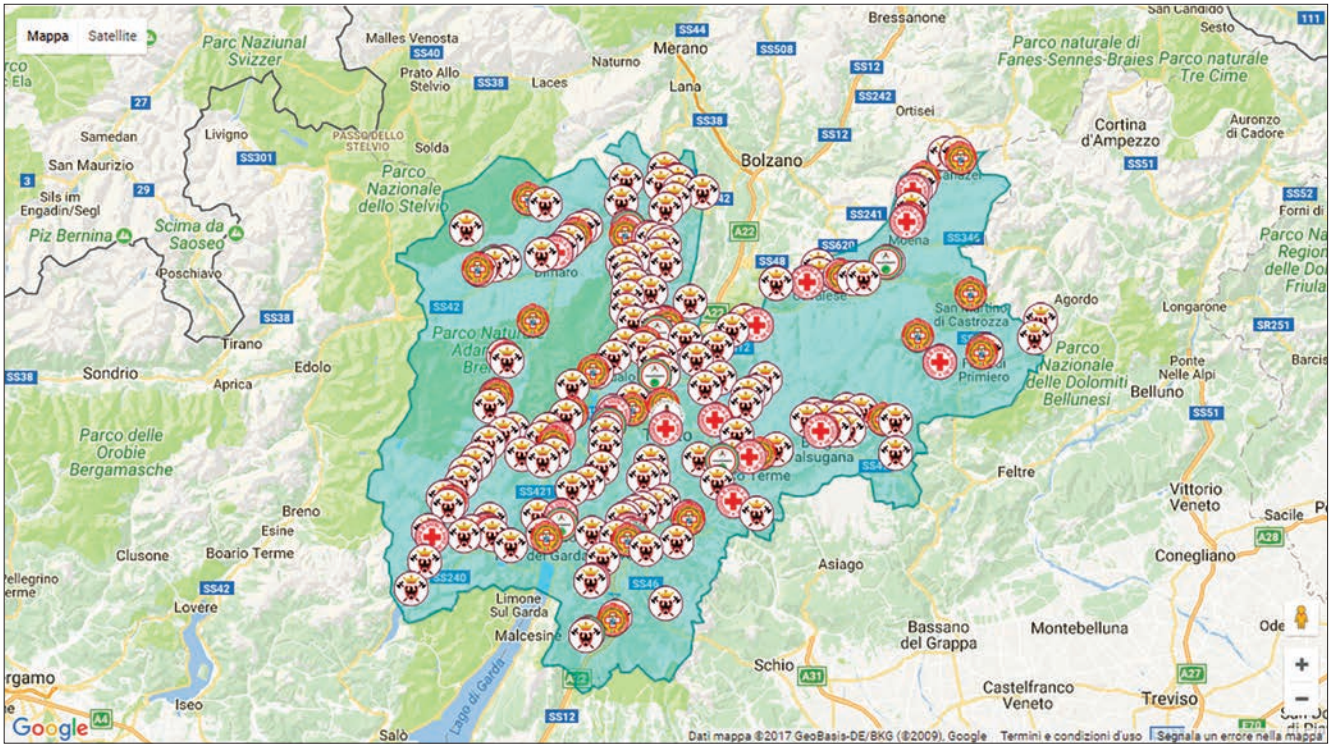 Mappa
Satellite
Parc Naziunal
Svizzer
Malles Venosta
SS40
Prato Allo
Stelvio
SS38
Laces
Naturno
SS44
Merano
Lana
SS38
SS508
Bressanone
SS12
SS242
Ortisei
SS12
San Candido
Sesto
111
Parco naturale di
Fanes-Sennes-Braies
Parco naturale
Tre Cime
Cortina
d'Ampezzo
Auronzo
di Cadore
SS51
27
Samedan
San Maurizio
3
29
Sils im
Engadin/Segl
Piz Bernina
Livigno
SS301
PASSO DELLO
STELVIO
Solda
Parco
Nazionale
dello Stelvio
Scima da
Saoseo
Poschiavo
Bolzano
A22
SS241
SS620
SS48
Moena
SS346
SS52
Forni di
SS38
Tirano
SS42
Dimaro
San Martino
di Castrozza
Agordo
Longarone
SR251
Primiero
Parco
Nazionale
delle Dolomiti
Bellunesi
Ponte
Nelle Alpi
Belluno
SS51
SS38
Sondrio
Aprica
Edolo
Parco delle
Orobie
Bergamasche
Breno
Esine
Clusone
Boario Terme
SS42
Lovere
Iseo
SS421
SS240
SS46
Limone
Sul Garda
Malcesine
Lago di Garda
Salò
SS12
Asiago
Schio
A31
Bassano
del Grappa
Montebelluna
Castelfranco
Veneto
Treviso
A27
Feltre
Vittorio
Veneto
Sacile
A28
Conegliano
A4
Google
Dati mappa ©2017 GeoBasis-DE/BKG (©2009), Google
Termini e condizioni d'uso
Segnala un errore nella mappa